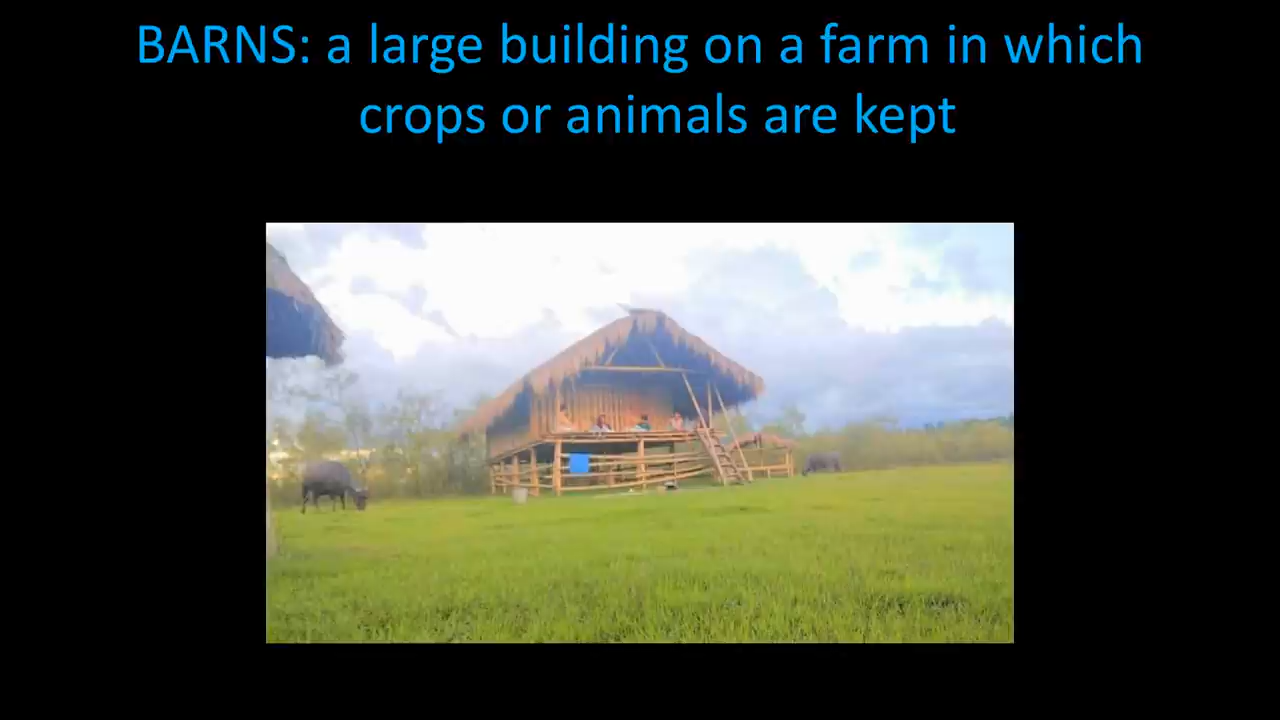 BARNS: a large building on a farm in which
crops or animals are kept